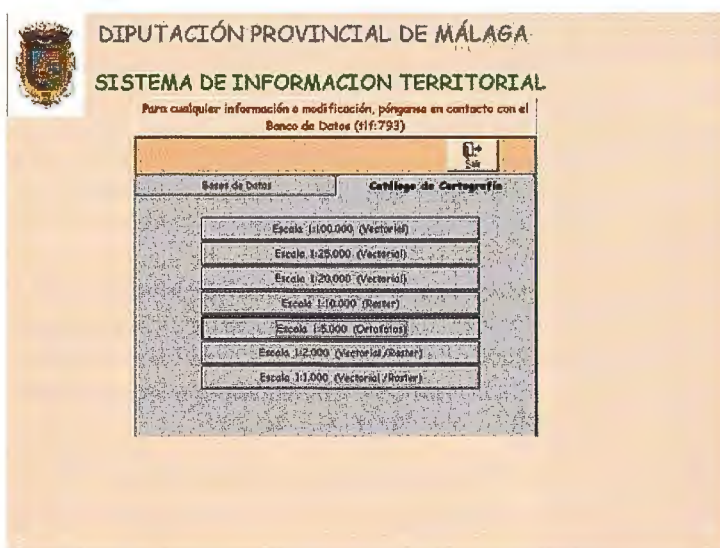 DIPUTACIÓN PROVINCIAL DE MÁLAGA
SISTEMA DE INFORMACION TERRITORIAL
Para cualquier información o modificación, póngase en contacto con el
Banco de Datos (tlf:793)
Salir
Bases de Datos
Catálogo de Cartografía
Escala 1:100.000 (Vectorial)
Escala 1:25.000 (Vectorial)
Escala 1:20.000 (Vectorial)
Escala 1:10.000 (Raster)
Escala 1:5.000 (Ortofotos)
Escala 1:2.000 (Vectorial/Raster)
Escala 1:1.000 (Vectorial/Raster)